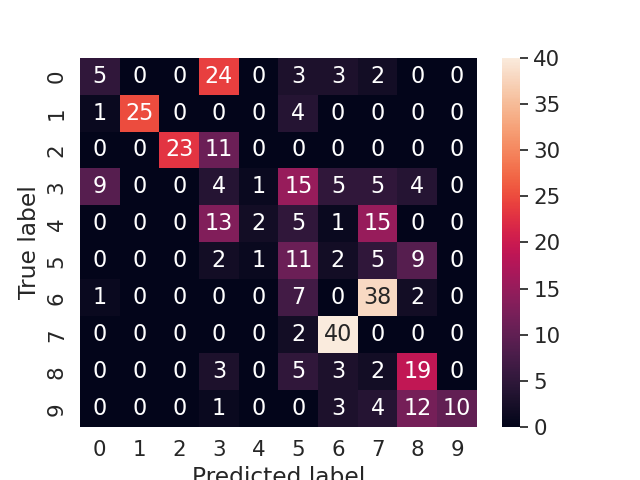 0 5 0 0 24 0 3 3 2 0 0
1 1 25 0 0 0 4 0 0 0 0
2 0 0 23 11 0 0 0 0 0 0
3 9 0 0 4 1 15 5 5 4 0
4 0 0 0 13 2 5 1 15 0 0
5 0 0 0 2 1 11 2 5 9 0
6 1 0 0 0 0 7 0 38 2 0
7 0 0 0 0 0 2 40 0 0 0
8 0 0 0 3 0 5 3 2 19 0
9 0 0 0 1 0 0 3 4 12 10
0 1 2 3 4 5 6 7 8 9
True label
Predicted label
40
35
30
25
20
15
10
5
0